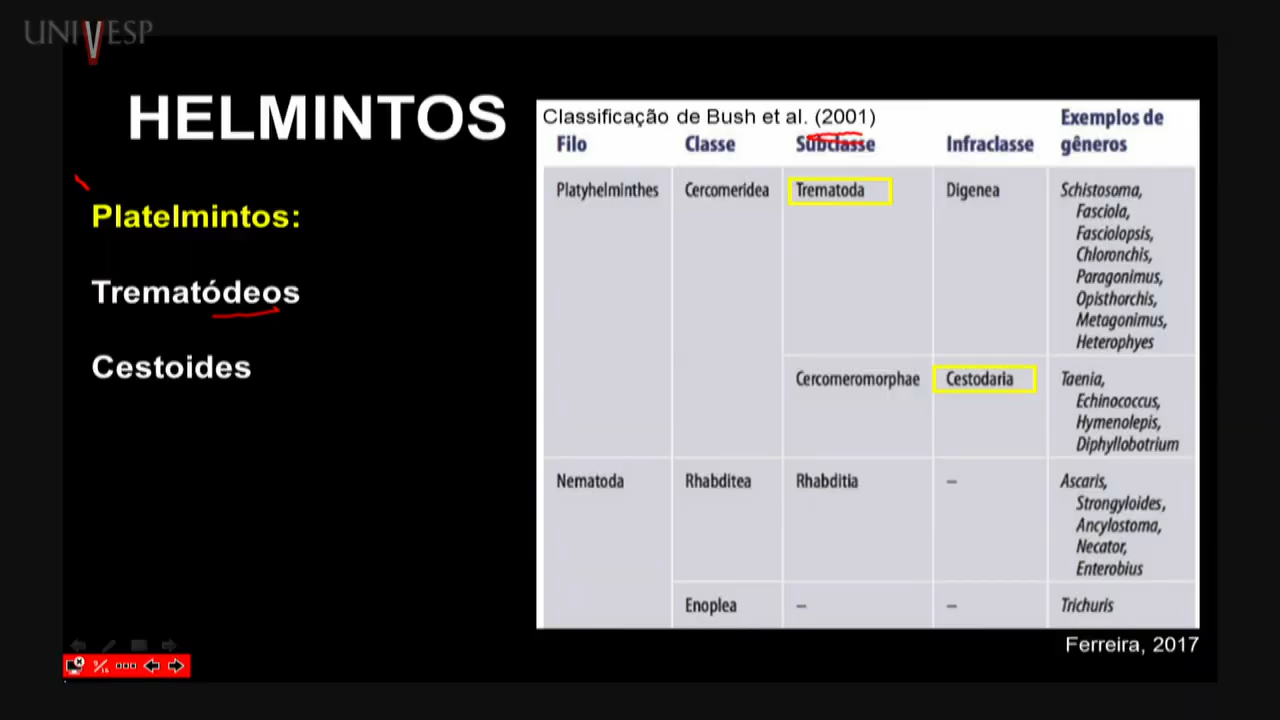 UNIVESP
HELMINTOS
Platelmintos:
Trematódeos
Cestoides
Classificação de Bush et al. (2001)
Filo Classe Subclasse Infraclasse Exemplos de gêneros
Platyhelminthes Cercomeridea Trematoda Digenea Schistosoma,
Fasciola,
Fasciolopsis,
Chloronchis,
Paragonimus,
Opisthorchis,
Metagonimus,
Heterophyes
Cercomeromorphae Cestodaria Taenia,
Echinococcus,
Hymenolepis,
Diphyllobotrium
Nematoda Rhabditea Rhabditia – Ascaris,
Strongyloides,
Ancylostoma,
Necator,
Enterobius
Enoplea – – Trichuris
Ferreira, 2017